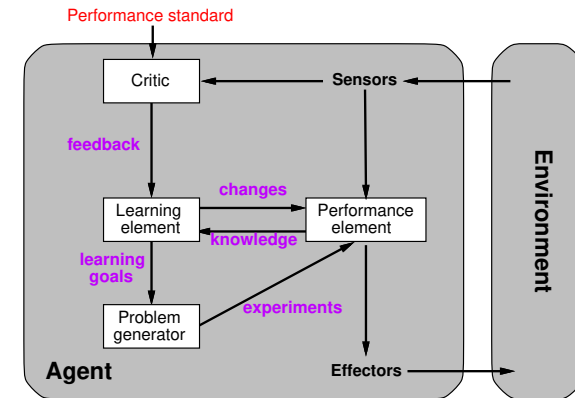 Performance standard
Critic
Sensors
feedback
changes
Learning
element
Performance
element
knowledge
learning
goals
experiments
Problem
generator
Agent
Effectors
Environment